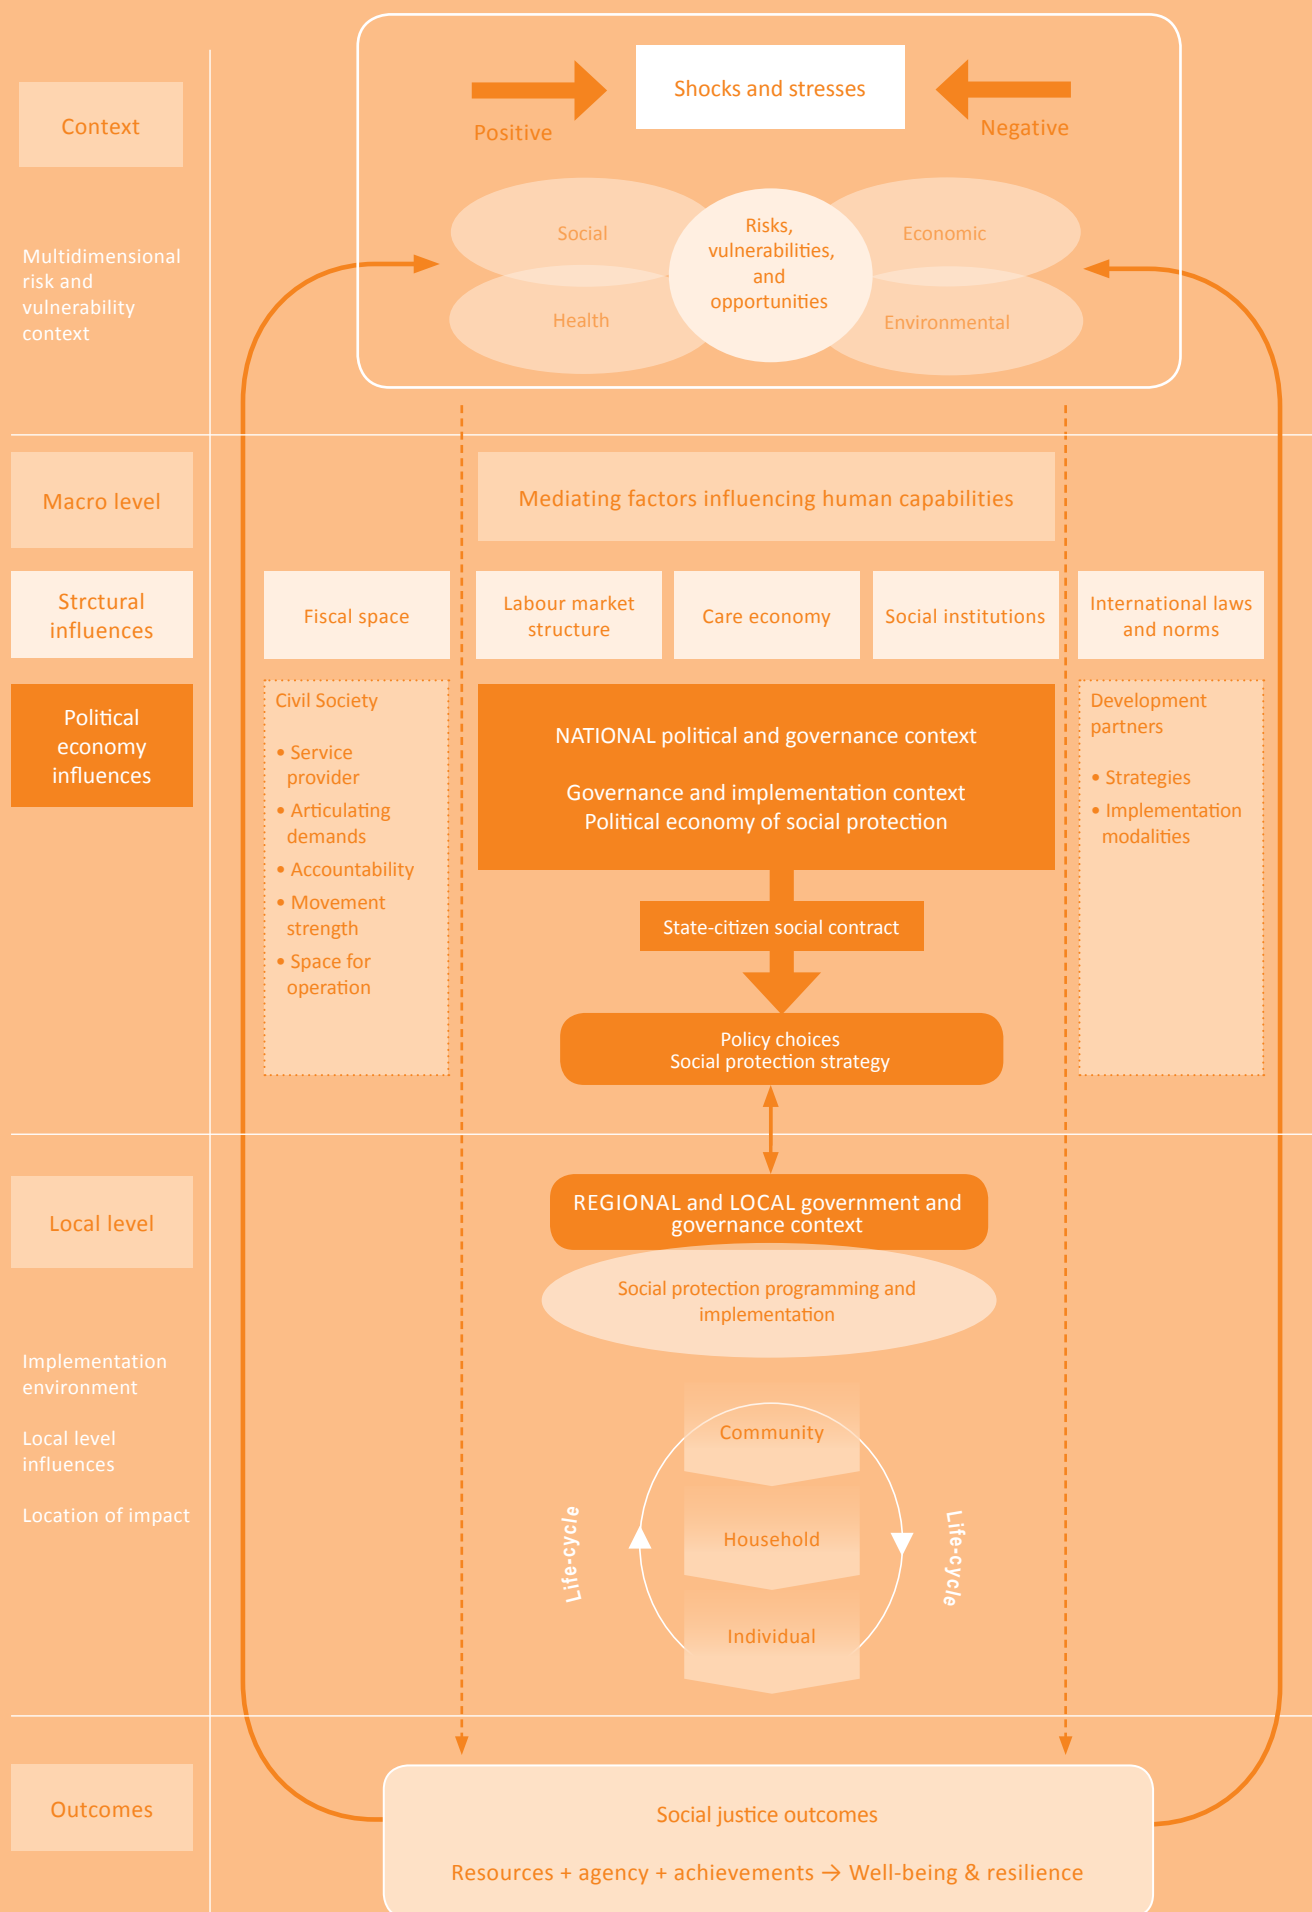 Context
Multidimensional
risk and
vulnerability
context
Shocks and stresses
Positive
Negative
Social
Health
Risks,
vulnerabilities,
and
opportunities
Economic
Environmental
Macro level
Mediating factors influencing human capabilities
Strctural
influences
Fiscal space
Labour market
structure
Care economy
Social institutions
International laws
and norms
Political
economy
influences
Civil Society
• Service
provider
• Articulating
demands
• Accountability
• Movement
strength
• Space for
operation
NATIONAL political and governance context
Governance and implementation context
Political economy of social protection
Development
partners
• Strategies
• Implementation
modalities
State-citizen social contract
Policy choices
Social protection strategy
Local level
REGIONAL and LOCAL government and
governance context
Social protection programming and
implementation
Implementation
environment
Local level
influences
Location of impact
Community
Household
Individual
Life-cycle
Life-cycle
Outcomes
Social justice outcomes
Resources + agency + achievements → Well-being & resilience